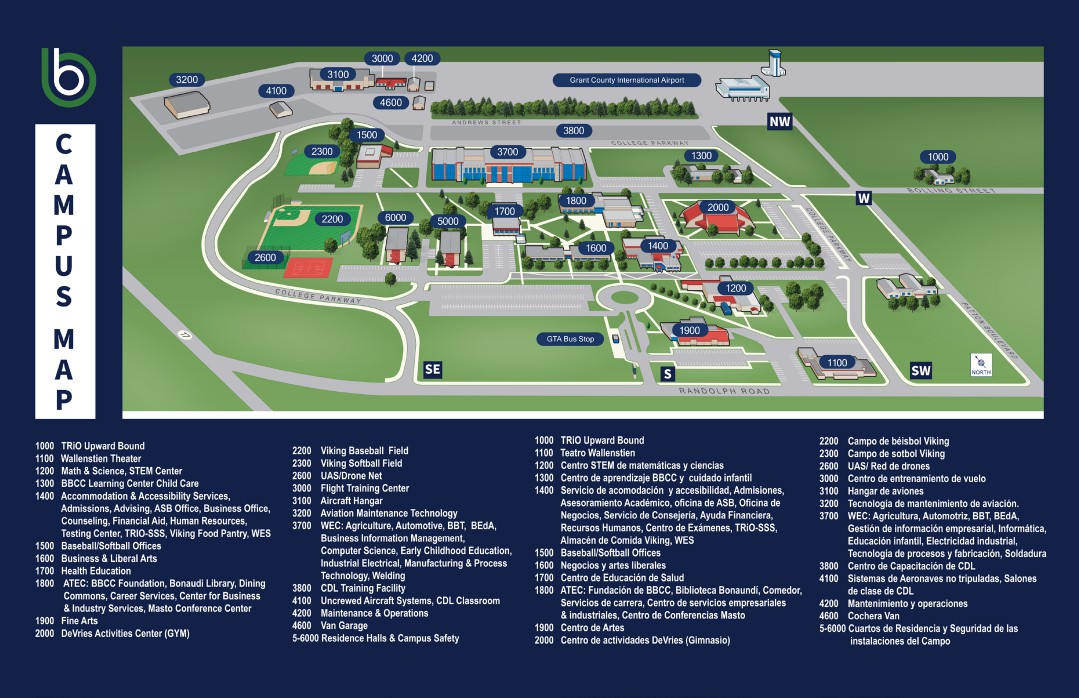 b
CAMPUS MAP
3200
4100
3100
3000
4200
4600
Grant County International Airport
ANDREWS STREET
3800
COLLEGE PARKWAY
NW
1500
2300
3700
1300
1000
BOLLING STREET
W
2200
6000
5000
1700
1800
2000
COLLEGE PARKWAY
2600
1600
1400
COLLEGE PARKWAY
1200
PATTON BOULEVARD
17
GTA Bus Stop
1900
1100
SE
S
SW
NORTH
RANDOLPH ROAD
1000 TRiO Upward Bound
1100 Wallenstien Theater
1200 Math & Science, STEM Center
1300 BBCC Learning Center Child Care
1400 Accommodation & Accessibility Services,
Admissions, Advising, ASB Office, Business Office,
Counseling, Financial Aid, Human Resources,
Testing Center, TRIO-SSS, Viking Food Pantry, WES
1500 Baseball/Softball Offices
1600 Business & Liberal Arts
1700 Health Education
1800 ATEC: BBCC Foundation, Bonaudi Library, Dining
Commons, Career Services, Center for Business
& Industry Services, Masto Conference Center
1900 Fine Arts
2000 DeVries Activities Center (GYM)
2200 Viking Baseball Field
2300 Viking Softball Field
2600 UAS/Drone Net
3000 Flight Training Center
3100 Aircraft Hangar
3200 Aviation Maintenance Technology
3700 WEC: Agriculture, Automotive, BBT, BEdA,
Business Information Management,
Computer Science, Early Childhood Education,
Industrial Electrical, Manufacturing & Process
Technology, Welding
3800 CDL Training Facility
4100 Uncrewed Aircraft Systems, CDL Classroom
4200 Maintenance & Operations
4600 Van Garage
5-6000 Residence Halls & Campus Safety
1000 TRiO Upward Bound
1100 Teatro Wallenstien
1200 Centro STEM de matemáticas y ciencias
1300 Centro de aprendizaje BBCC y cuidado infantil
1400 Servicio de acomodación y accesibilidad, Admisiones,
Asesoramiento Académico, oficina de ASB, Oficina de
Negocios, Servicio de Consejería, Ayuda Financiera,
Recursos Humanos, Centro de Exámenes, TRiO-SSS,
Almacén de Comida Viking, WES
1500 Baseball/Softball Offices
1600 Negocios y artes liberales
1700 Centro de Educación de Salud
1800 ATEC: Fundación de BBCC, Biblioteca Bonaundí, Comedor,
Servicios de carrera, Centro de servicios empresariales
& industriales, Centro de Conferencias Masto
1900 Centro de Artes
2000 Centro de actividades DeVries (Gimnasio)
2200 Campo de béisbol Viking
2300 Campo de sotbol Viking
2600 UAS/ Red de drones
3000 Centro de entrenamiento de vuelo
3100 Hangar de aviones
3200 Tecnología de mantenimiento de aviación.
3700 WEC: Agricultura, Automotriz, BBT, BEdA,
Gestión de información empresarial, Informática,
Educación infantil, Electricidad industrial,
Tecnología de procesos y fabricación, Soldadura
3800 Centro de Capacitación de CDL
4100 Sistemas de Aeronaves no tripuladas, Salones
de clase de CDL
4200 Mantenimiento y operaciones
4600 Cochera Van
5-6000 Cuartos de Residencia y Seguridad de las
instalaciones del Campo